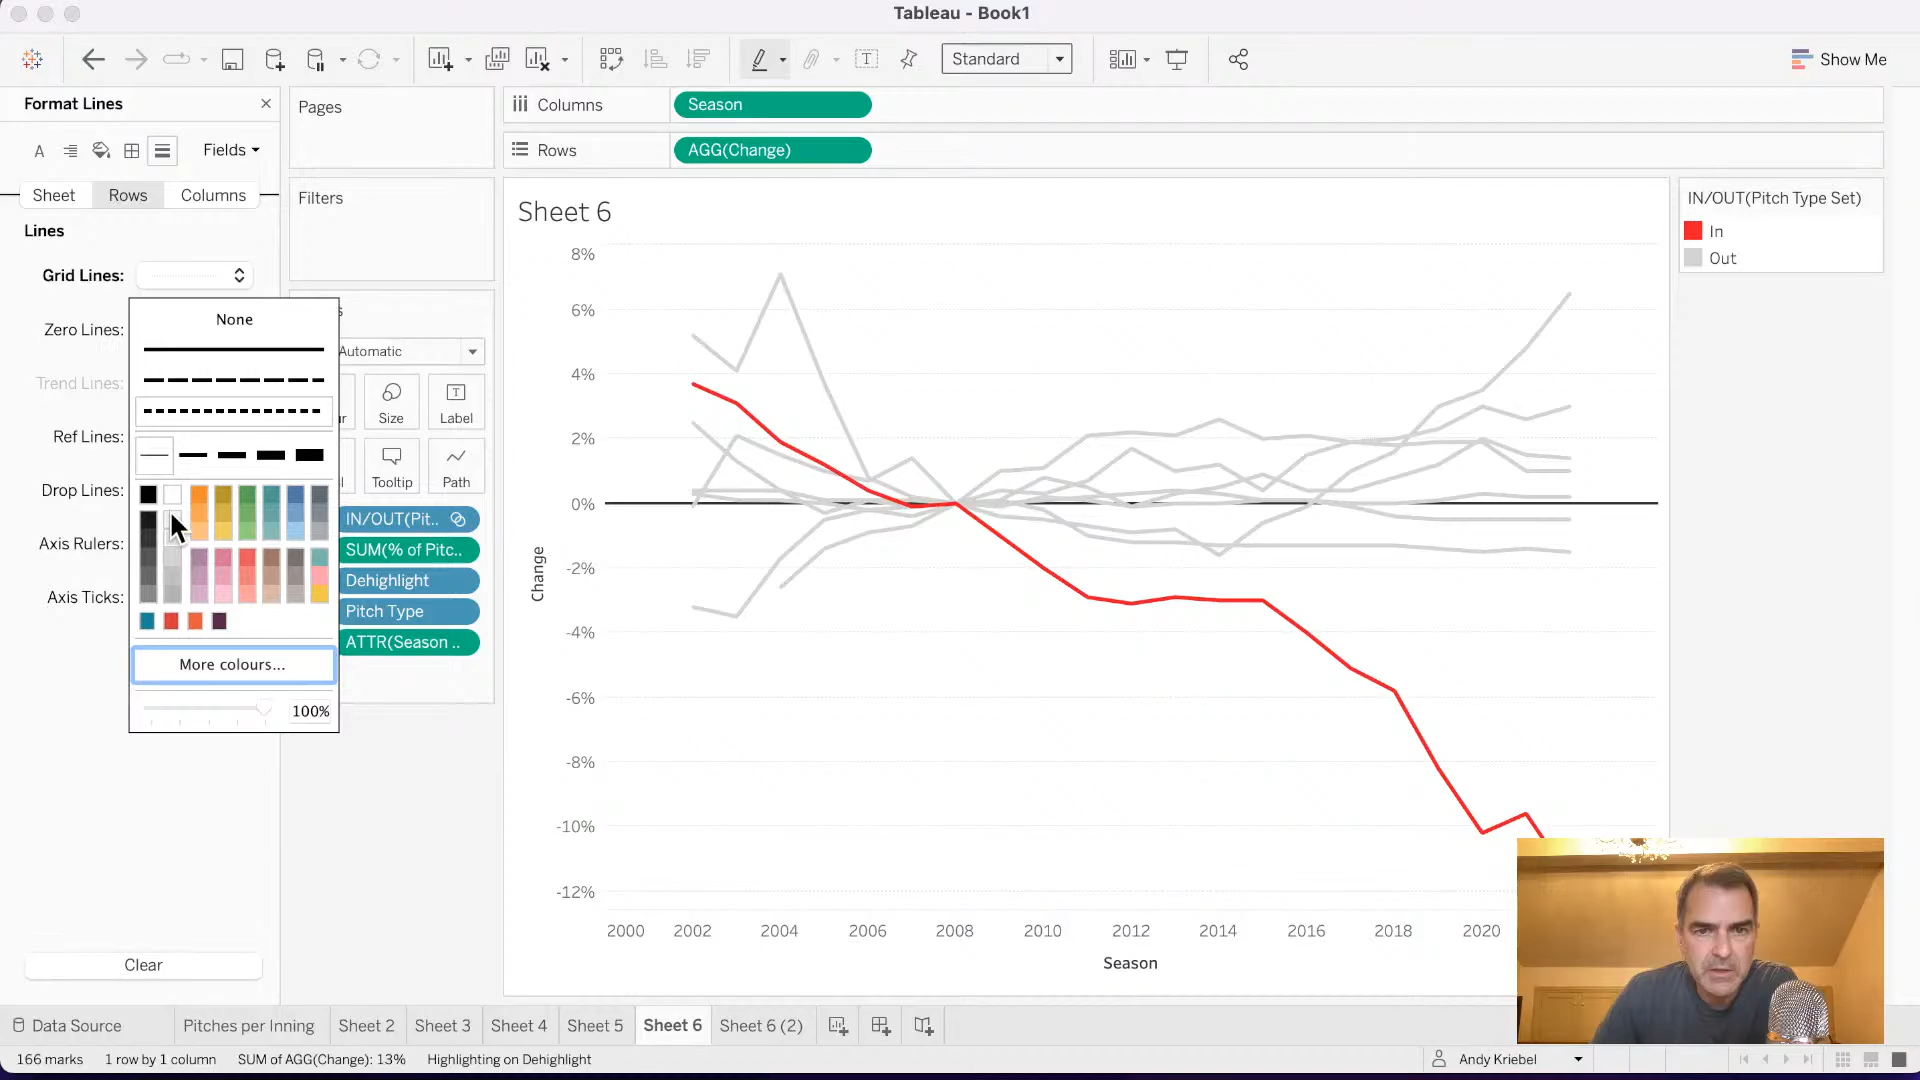 Tableau - Book1
Standard
Show Me
Format Lines
Fields
Sheet
Rows
Columns
Lines
Grid Lines:
Zero Lines:
Trend Lines:
Ref Lines:
Drop Lines:
Axis Rulers:
Axis Ticks:
None
More colours...
100%
Clear
Pages
Filters
Automatic
Size
Label
Tooltip
Path
IN/OUT(Pit..
SUM(% of Pitc..
Dehighlight
Pitch Type
ATTR(Season ..
Columns
Season
Rows
AGG(Change)
Sheet 6
8%
6%
4%
2%
0%
-2%
-4%
-6%
-8%
-10%
-12%
Change
2000 2002 2004 2006 2008 2010 2012 2014 2016 2018 2020
Season
IN/OUT(Pitch Type Set)
In
Out
Data Source
Pitches per Inning
Sheet 2
Sheet 3
Sheet 4
Sheet 5
Sheet 6
Sheet 6 (2)
166 marks
1 row by 1 column
SUM of AGG(Change): 13%
Highlighting on Dehighlight
Andy Kriebel